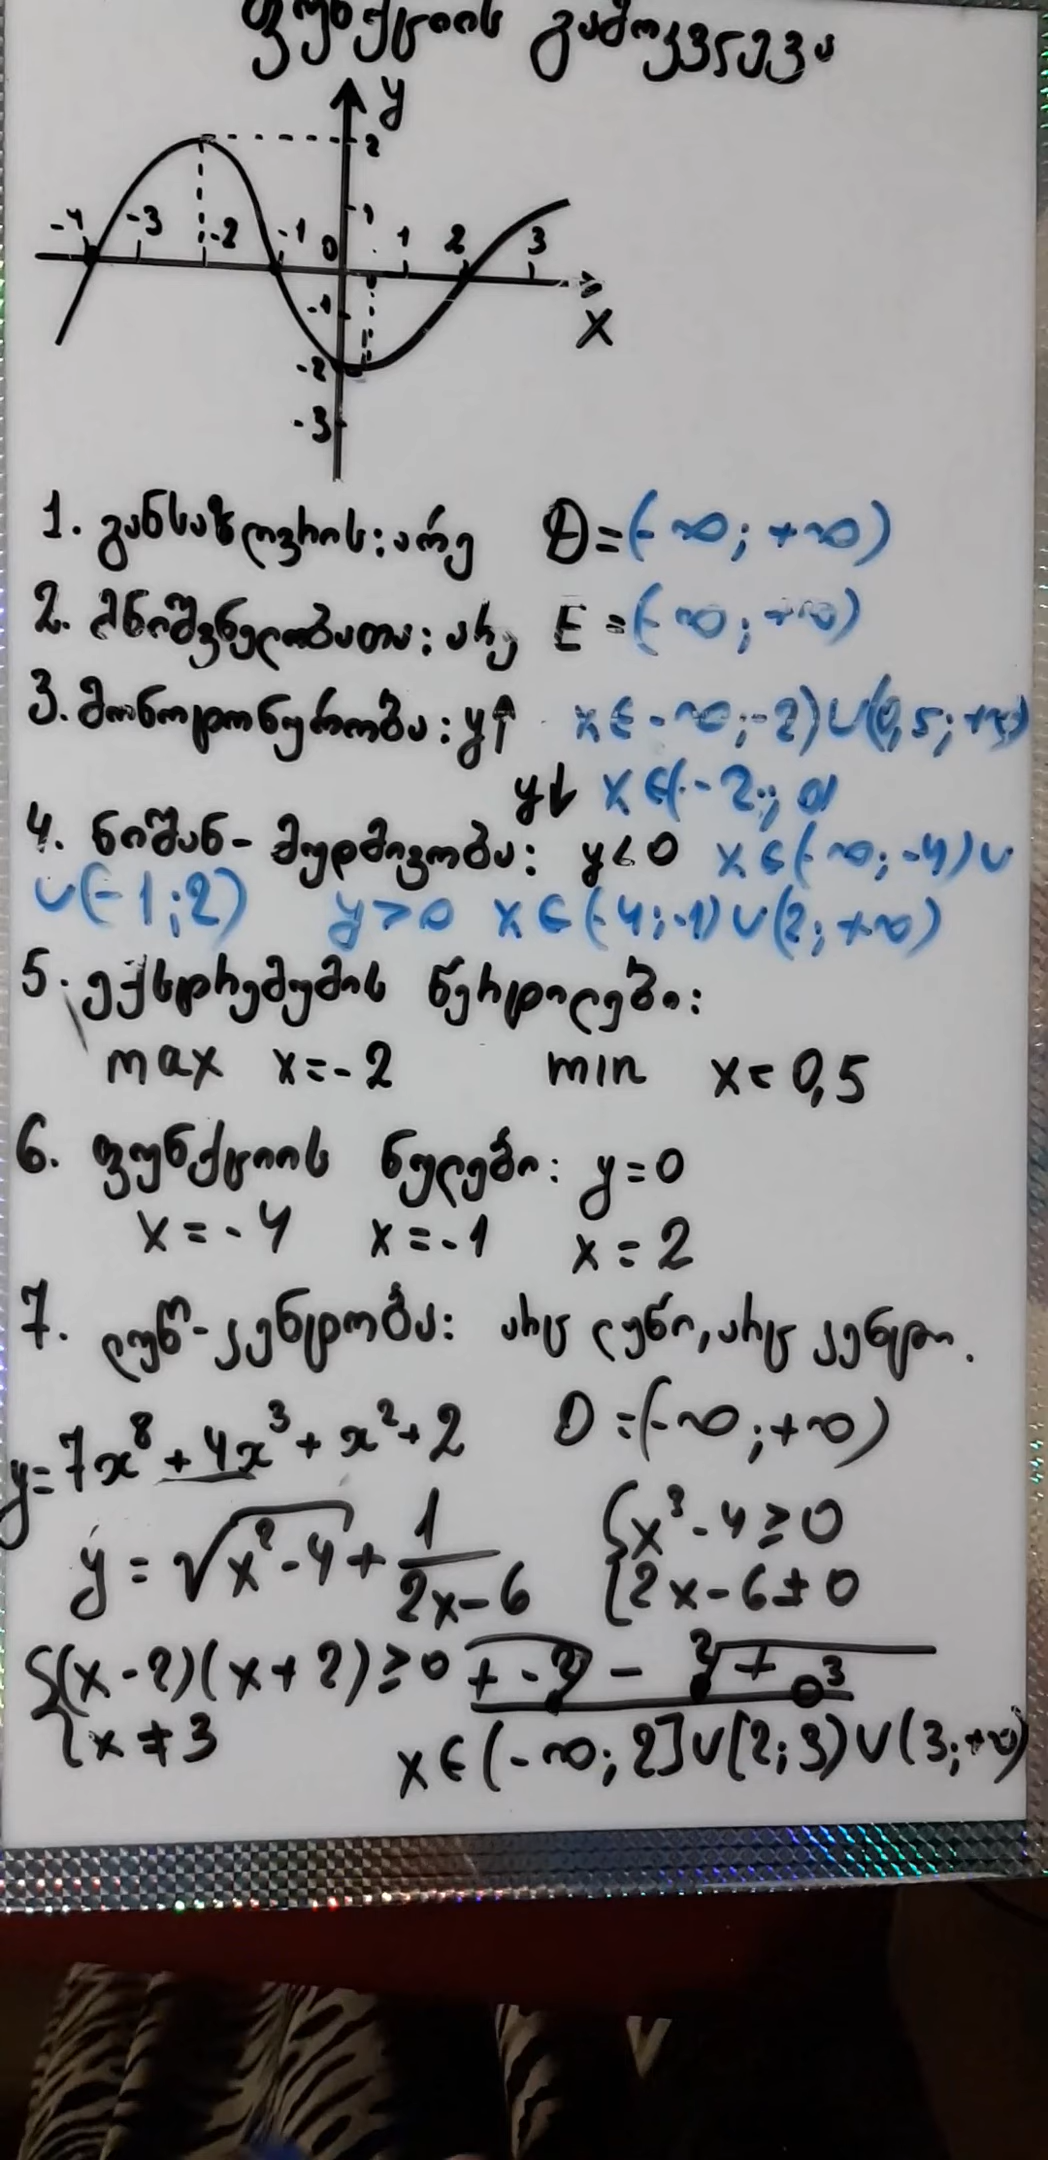 ფუნქციის გამოკვლევა
y
2
1
-4 -3 -2 -1 0 1 2 3
x
-1
-2
-3
1. განსაზღვრის: არე D=(-∞; +∞)
2. მნიშვნელობათა: არე E=(-∞; +∞)
3. მონოტონურობა: y↑ x∈-∞;-2)∪(0,5; +∞)
y↓ x∈(-2;
4. ნიშან-მუდმივობა: y<0 x∈(-∞; -4)∪
∪(-1;2) y>0 x∈(-4;-1)∪(2; +∞)
5. ექსტრემუმის წერტილები:
max x=-2 min x=0,5
6. ფუნქციის ნულები: y=0
x=-4 x=-1 x=2
7. ლუწ-კენტობა: არც ლუწი, არც კენტი.
y=7x⁸+4x³+x²+2 D=(-∞;+∞)
y=√x²-4+1/2x-6 {x²-4≥0
{2x-6≠0
{(x-2)(x+2)≥0 + -2 - 2 + 3
{x≠3 x∈(-∞; 2]∪[2;3)∪(3;+∞)